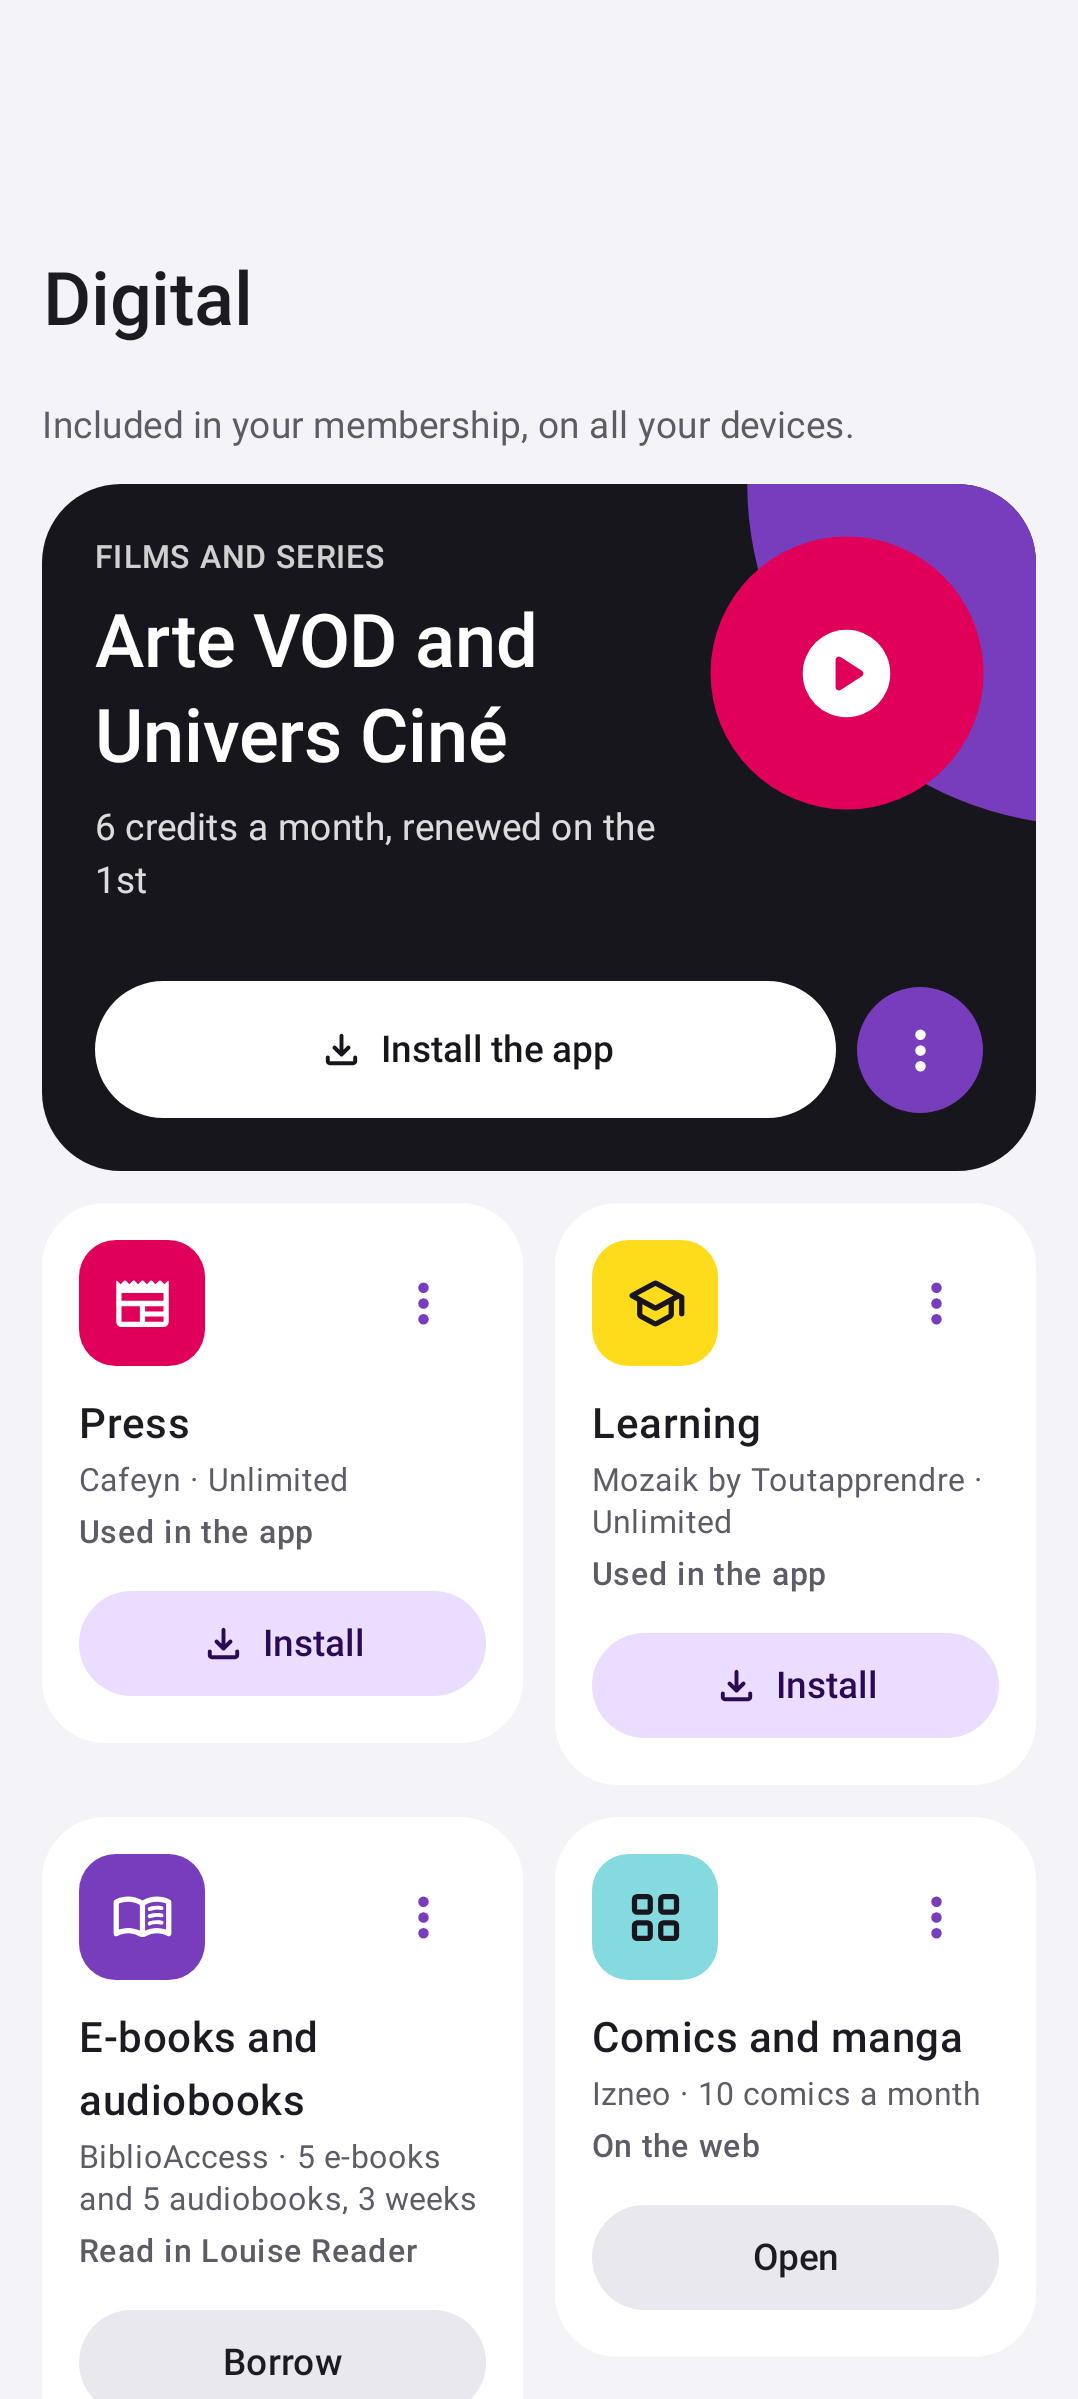 Digital
Included in your membership, on all your devices.
FILMS AND SERIES
Arte VOD and
Univers Ciné
6 credits a month, renewed on the
1st
Install the app
Press
Cafeyn · Unlimited
Used in the app
Install
Learning
Mozaik by Toutapprendre ·
Unlimited
Used in the app
Install
E-books and
audiobooks
BiblioAccess · 5 e-books
and 5 audiobooks, 3 weeks
Read in Louise Reader
Borrow
Comics and manga
Izneo · 10 comics a month
On the web
Open